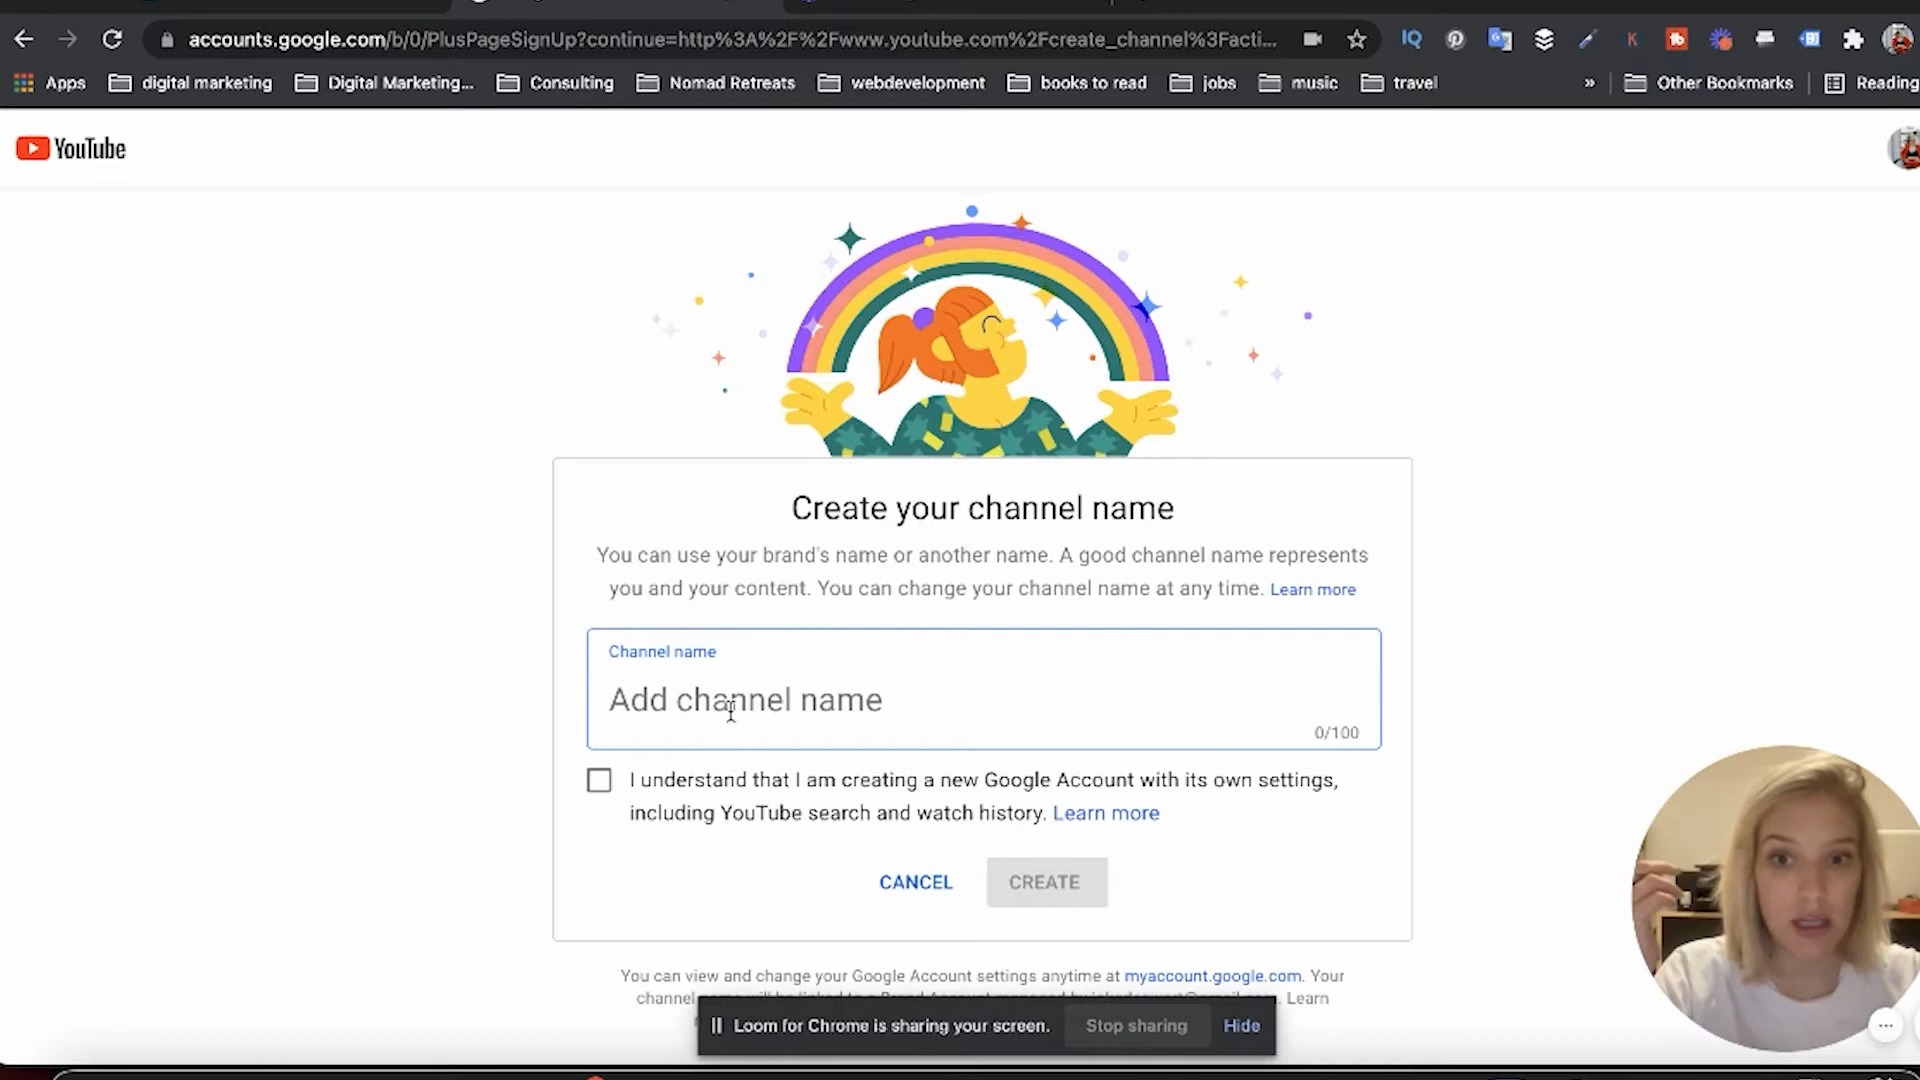 accounts.google.com/b/0/PlusPageSignUp?continue=http%3A%2F%2Fwww.youtube.com%2Fcreate_channel%3Facti...
IQ
K
Apps
digital marketing
Digital Marketing...
Consulting
Nomad Retreats
webdevelopment
books to read
jobs
music
travel
»
Other Bookmarks
Reading
YouTube
Create your channel name
You can use your brand's name or another name. A good channel name represents
you and your content. You can change your channel name at any time. Learn more
Channel name
Add channel name
0/100
I understand that I am creating a new Google Account with its own settings,
including YouTube search and watch history. Learn more
CANCEL
CREATE
You can view and change your Google Account settings anytime at myaccount.google.com. Your
Learn
Loom for Chrome is sharing your screen.
Stop sharing
Hide